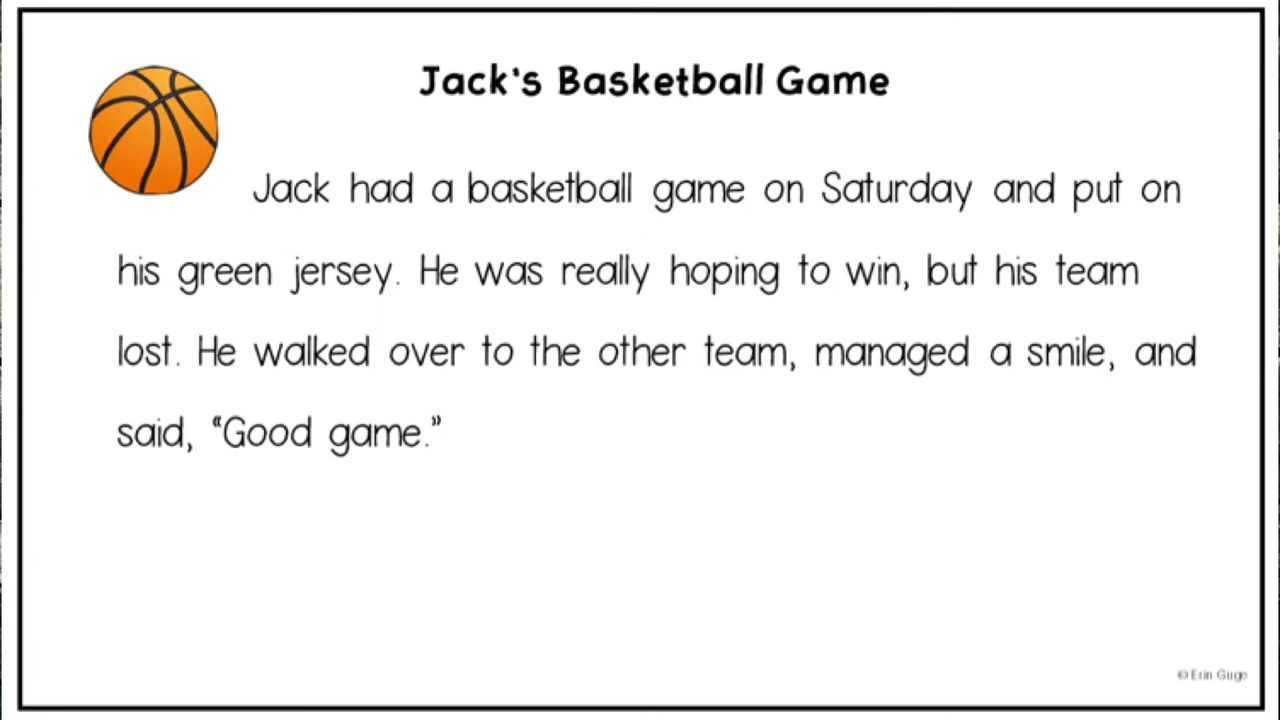 Jack's Basketball Game
Jack had a basketball game on Saturday and put on
his green jersey. He was really hoping to win, but his team
lost. He walked over to the other team, managed a smile, and
said, “Good game.”
© Erin Guge